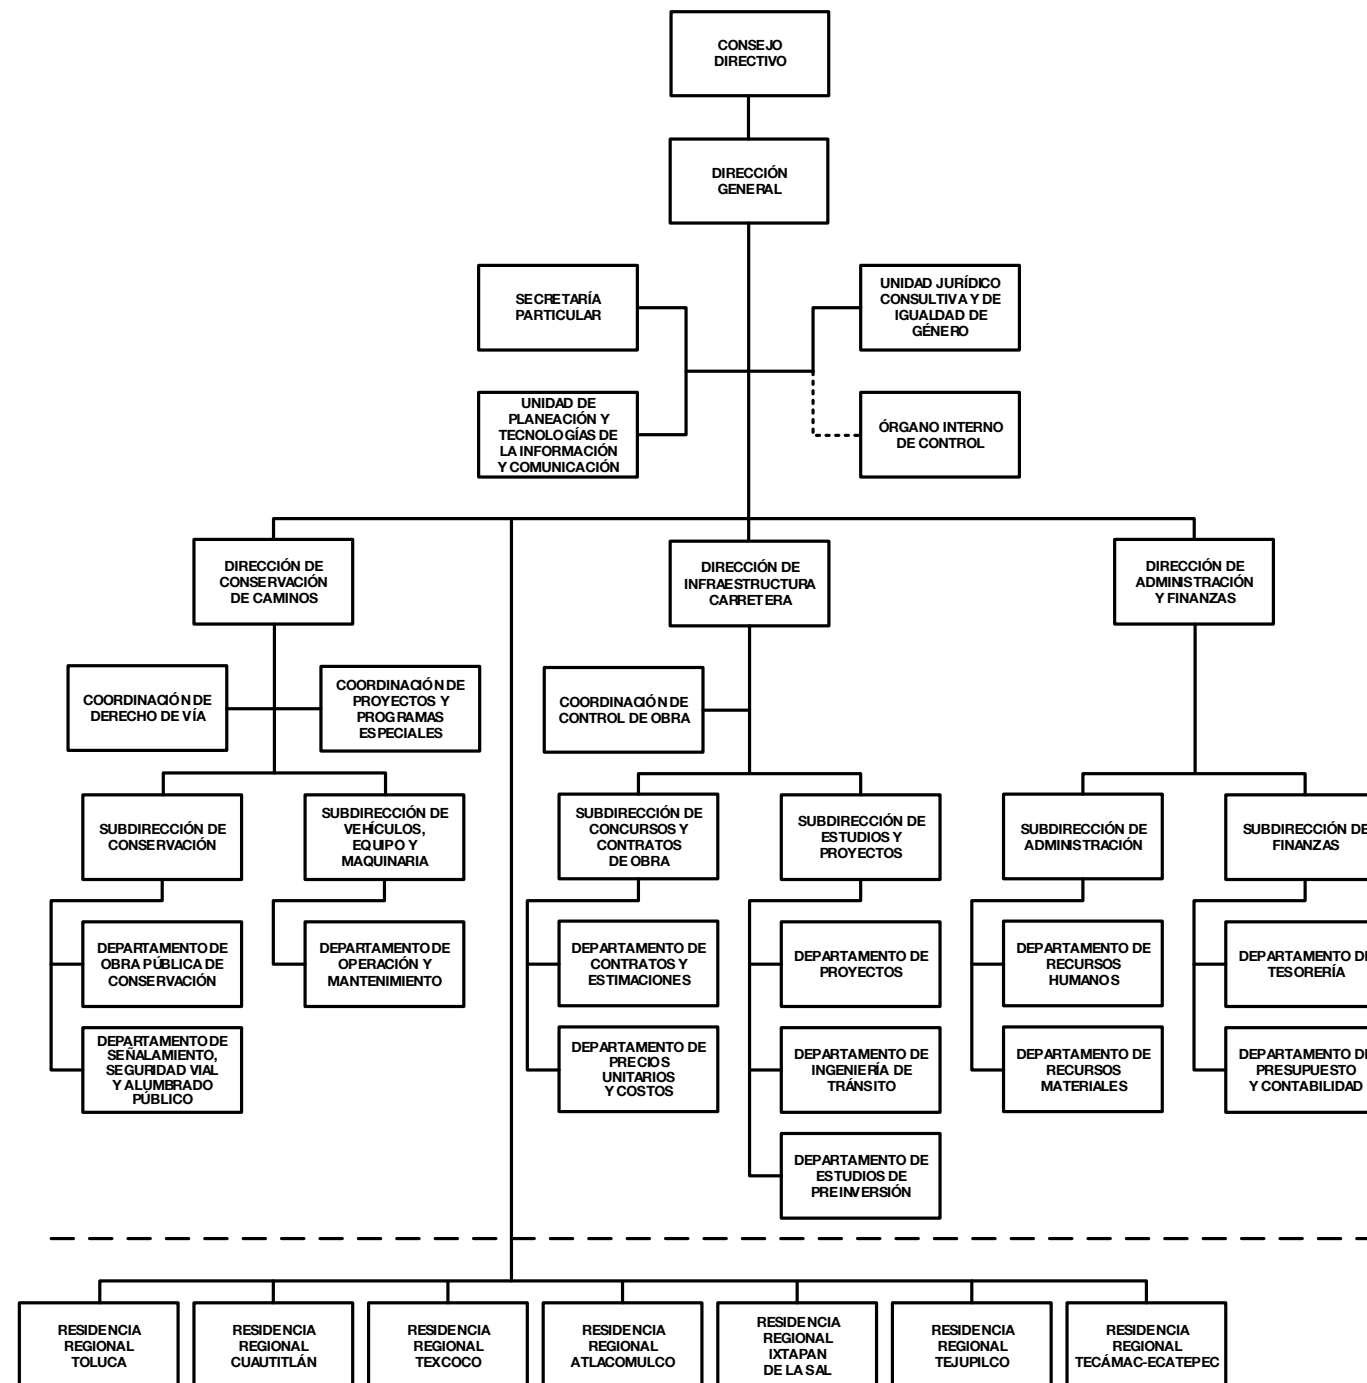 CONSEJO
DIRECTIVO
DIRECCIÓN
GENERAL
SECRETARÍA
PARTICULAR
UNIDAD JURÍDICO
CONSULTIVA Y DE
IGUALDAD DE
GÉNERO
UNIDAD DE
PLANEACIÓN Y
TECNOLOGÍAS DE
LA INFORMACIÓN
Y COMUNICACIÓN
ÓRGANO INTERNO
DE CONTROL
DIRECCIÓN DE
CONSERVACIÓN
DE CAMINOS
DIRECCIÓN DE
INFRAESTRUCTURA
CARRETERA
DIRECCIÓN DE
ADMINISTRACIÓN
Y FINANZAS
COORDINACIÓN DE
DERECHO DE VÍA
COORDINACIÓN DE
PROYECTOS Y
PROGRAMAS
ESPECIALES
COORDINACIÓN DE
CONTROL DE OBRA
SUBDIRECCIÓN DE
CONSERVACIÓN
SUBDIRECCIÓN DE
VEHÍCULOS,
EQUIPO Y
MAQUINARIA
SUBDIRECCIÓN DE
CONCURSOS Y
CONTRATOS
DE OBRA
SUBDIRECCIÓN DE
ESTUDIOS Y
PROYECTOS
SUBDIRECCIÓN DE
ADMINISTRACIÓN
SUBDIRECCIÓN DE
FINANZAS
DEPARTAMENTO DE
OBRA PÚBLICA DE
CONSERVACIÓN
DEPARTAMENTO DE
OPERACIÓN Y
MANTENIMIENTO
DEPARTAMENTO DE
CONTRATOS Y
ESTIMACIONES
DEPARTAMENTO DE
PROYECTOS
DEPARTAMENTO DE
RECURSOS
HUMANOS
DEPARTAMENTO DE
TESORERÍA
DEPARTAMENTO DE
SEÑALAMIENTO,
SEGURIDAD VIAL
Y ALUMBRADO
PÚBLICO
DEPARTAMENTO DE
PRECIOS
UNITARIOS
Y COSTOS
DEPARTAMENTO DE
INGENIERÍA DE
TRÁNSITO
DEPARTAMENTO DE
RECURSOS
MATERIALES
DEPARTAMENTO DE
PRESUPUESTO
Y CONTABILIDAD
DEPARTAMENTO DE
ESTUDIOS DE
PREINVERSIÓN
RESIDENCIA
REGIONAL
TOLUCA
RESIDENCIA
REGIONAL
CUAUTITLÁN
RESIDENCIA
REGIONAL
TEXCOCO
RESIDENCIA
REGIONAL
ATLACOMULCO
RESIDENCIA
REGIONAL
IXTAPAN
DE LA SAL
RESIDENCIA
REGIONAL
TEJUPILCO
RESIDENCIA
REGIONAL
TECÁMAC-ECATEPEC